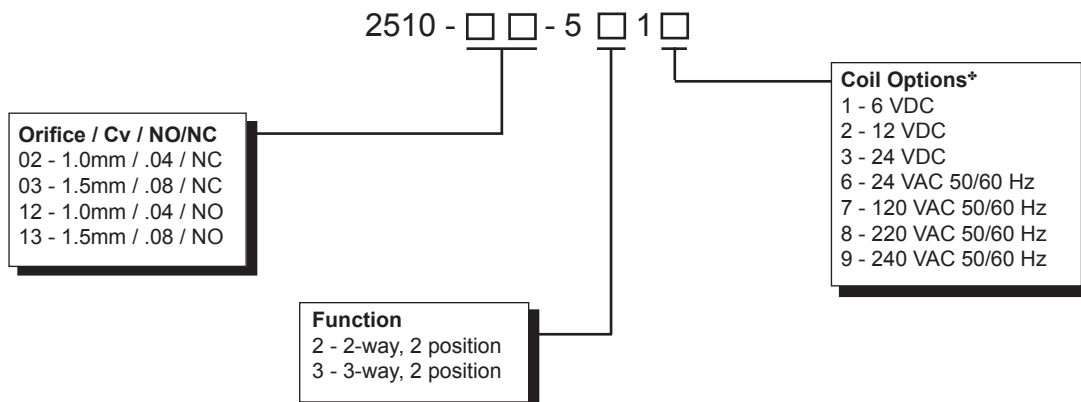 2510 - □ □ - 5 □ 1 □
Orifice / Cv / NO/NC
02 - 1.0mm / .04 / NC
03 - 1.5mm / .08 / NC
12 - 1.0mm / .04 / NO
13 - 1.5mm / .08 / NO
Function
2 - 2-way, 2 position
3 - 3-way, 2 position
Coil Options*
1 - 6 VDC
2 - 12 VDC
3 - 24 VDC
6 - 24 VAC 50/60 Hz
7 - 120 VAC 50/60 Hz
8 - 220 VAC 50/60 Hz
9 - 240 VAC 50/60 Hz